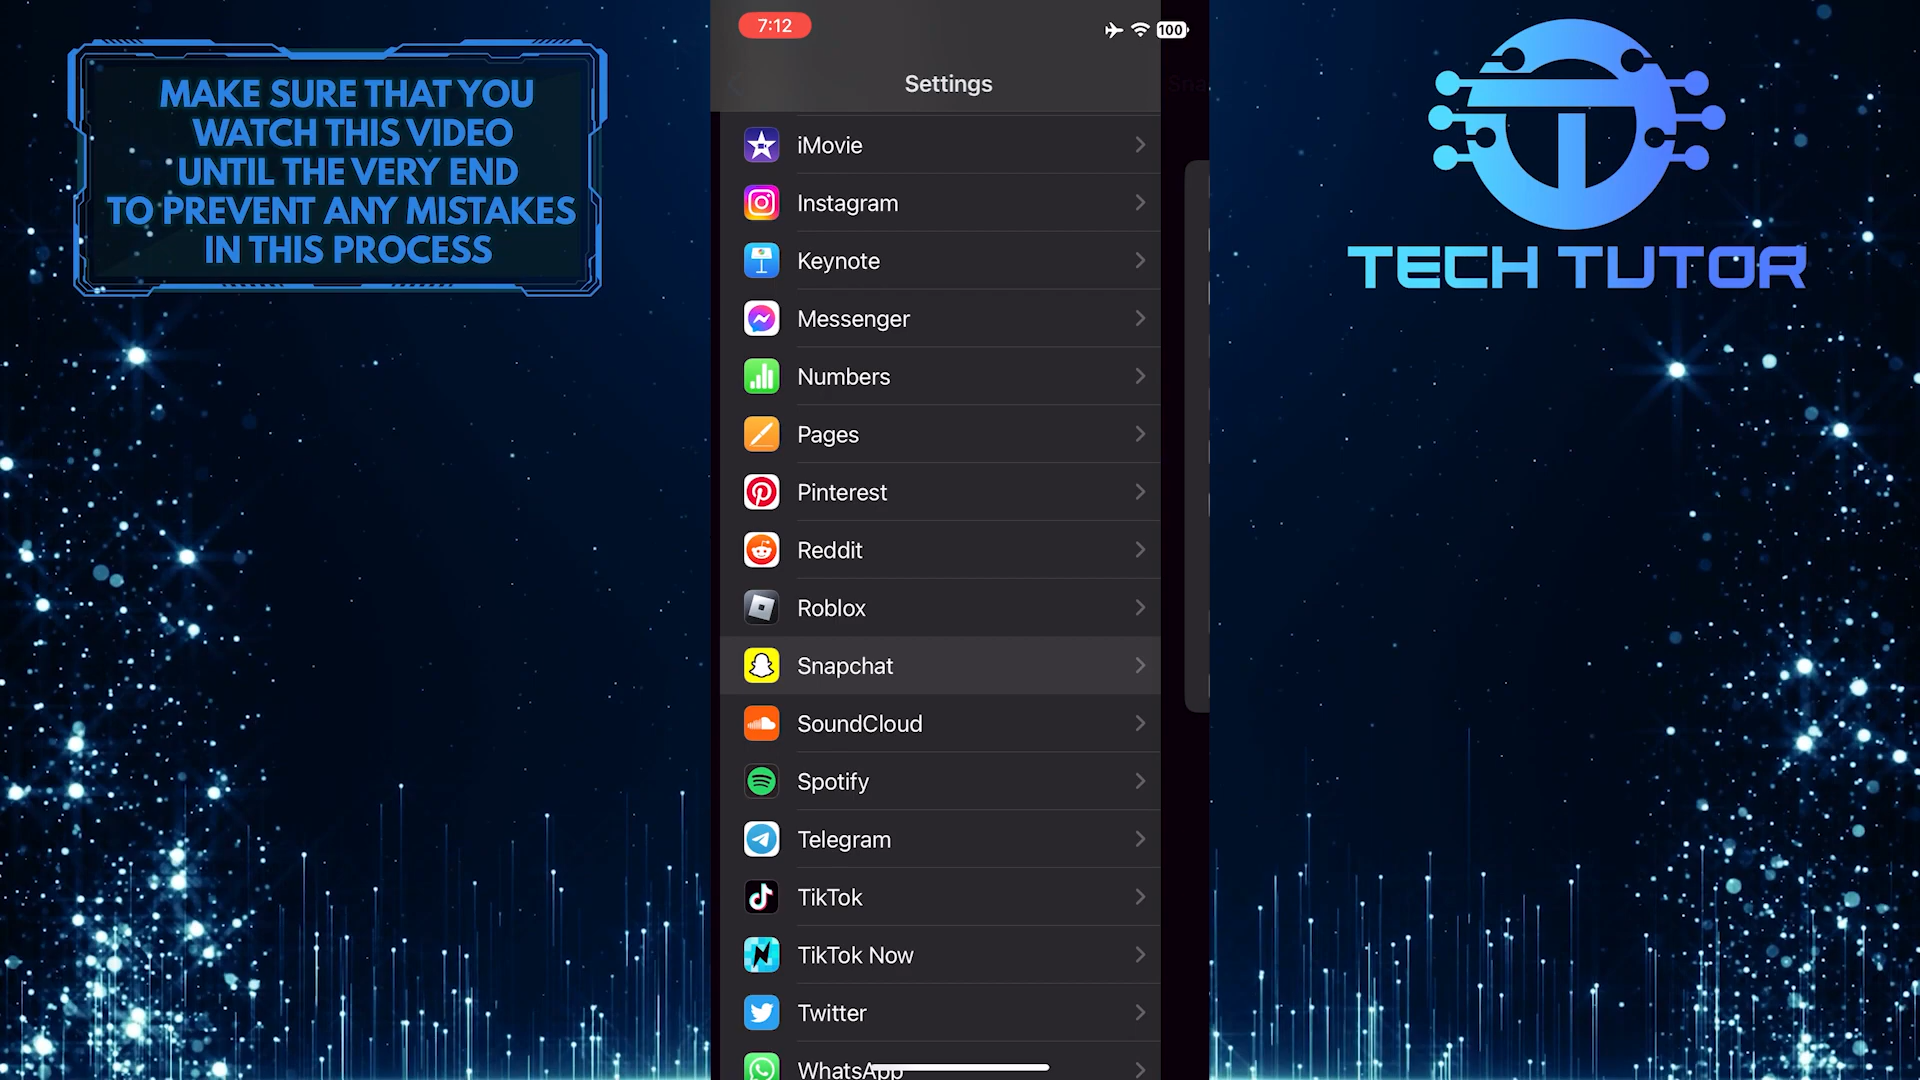 MAKE SURE THAT YOU
WATCH THIS VIDEO
UNTIL THE VERY END
TO PREVENT ANY MISTAKES
IN THIS PROCESS
7:12
100
Settings
iMovie
Instagram
Keynote
Messenger
Numbers
Pages
Pinterest
Reddit
Roblox
Snapchat
SoundCloud
Spotify
Telegram
TikTok
TikTok Now
Twitter
WhatsApp
TECH TUTOR